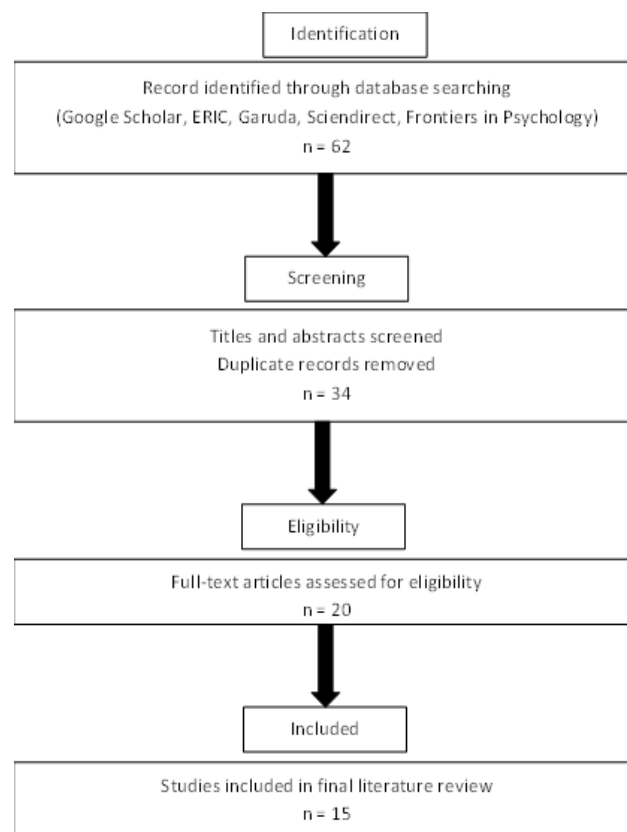 Identification
Record identified through database searching
(Google Scholar, ERIC, Garuda, Sciendirect, Frontiers in Psychology)
n = 62
Screening
Titles and abstracts screened
Duplicate records removed
n = 34
Eligibility
Full-text articles assessed for eligibility
n = 20
Included
Studies included in final literature review
n = 15